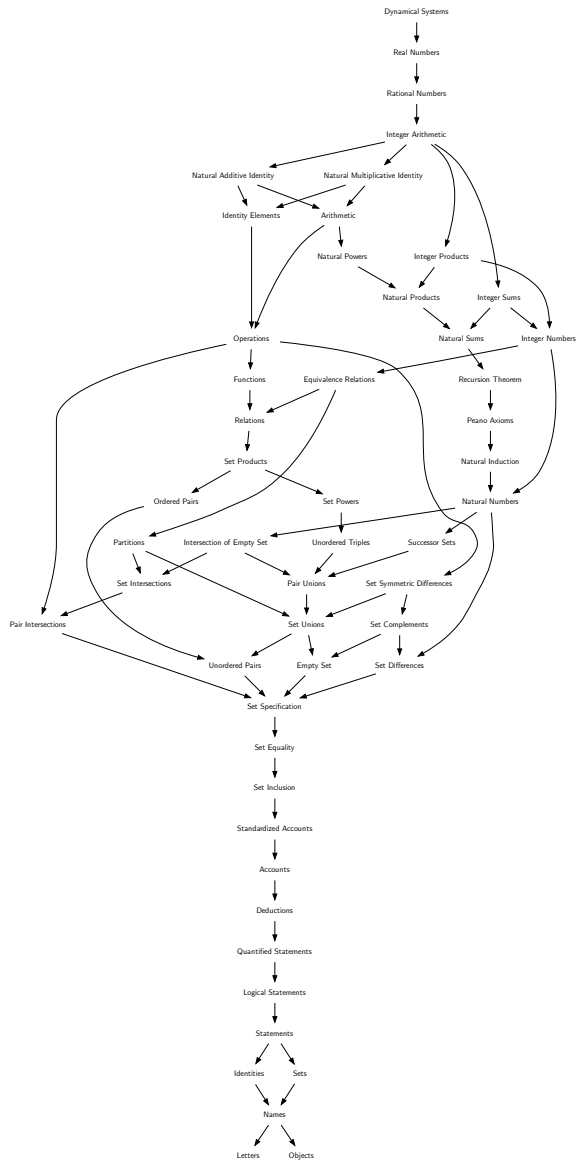 Dynamical Systems
Real Numbers
Rational Numbers
Integer Arithmetic
Natural Additive Identity
Natural Multiplicative Identity
Identity Elements
Arithmetic
Natural Powers
Integer Products
Natural Products
Integer Sums
Operations
Natural Sums
Integer Numbers
Functions
Equivalence Relations
Recursion Theorem
Relations
Peano Axioms
Set Products
Natural Induction
Ordered Pairs
Set Powers
Natural Numbers
Partitions
Intersection of Empty Set
Unordered Triples
Successor Sets
Set Intersections
Pair Unions
Set Symmetric Differences
Pair Intersections
Set Unions
Set Complements
Unordered Pairs
Empty Set
Set Differences
Set Specification
Set Equality
Set Inclusion
Standardized Accounts
Accounts
Deductions
Quantified Statements
Logical Statements
Statements
Identities
Sets
Names
Letters
Objects